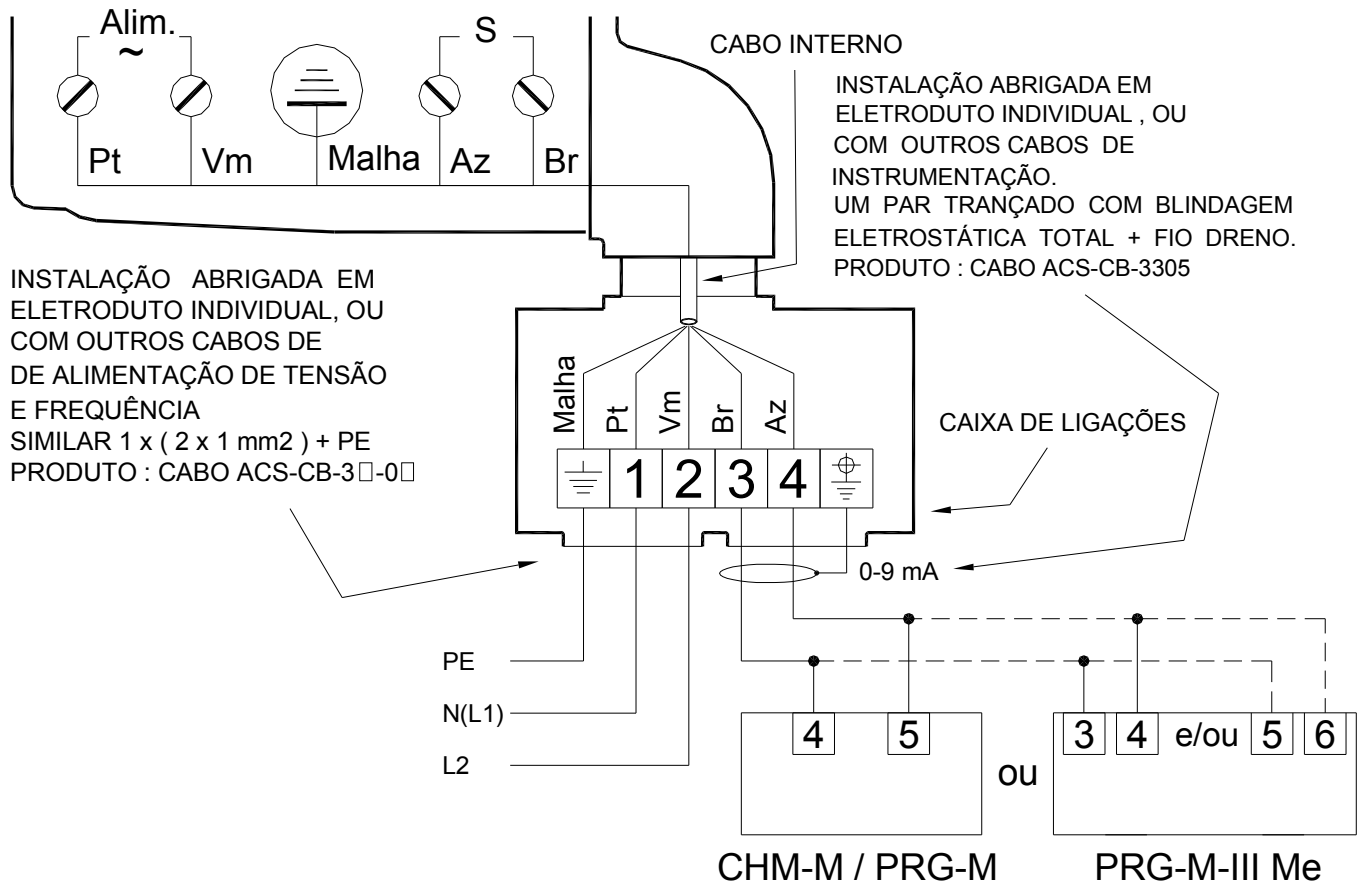 Alim.
~
S
Pt
Vm
Malha
Az
Br
CABO INTERNO
INSTALAÇÃO ABRIGADA EM
ELETRODUTO INDIVIDUAL , OU
COM OUTROS CABOS DE
INSTRUMENTAÇÃO.
UM PAR TRANÇADO COM BLINDAGEM
ELETROSTÁTICA TOTAL + FIO DRENO.
PRODUTO : CABO ACS-CB-3305
INSTALAÇÃO ABRIGADA EM
ELETRODUTO INDIVIDUAL, OU
COM OUTROS CABOS DE
DE ALIMENTAÇÃO DE TENSÃO
E FREQUÊNCIA
SIMILAR 1 x ( 2 x 1 mm2 ) + PE
PRODUTO : CABO ACS-CB-3□-0□
Malha
Pt
Vm
Br
Az
1 2 3 4
CAIXA DE LIGAÇÕES
0-9 mA
PE
N(L1)
L2
4 5
ou
3 4 e/ou 5 6
CHM-M / PRG-M
PRG-M-III Me